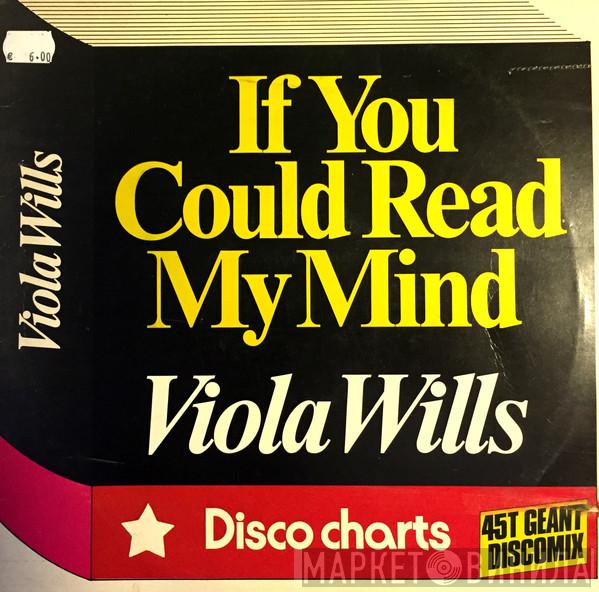 € 6.00
Viola Wills
If You
Could Read
My Mind
Viola Wills
Disco charts
45T GEANT
DISCOMIX
МАРКЕТ ВИНИЛА